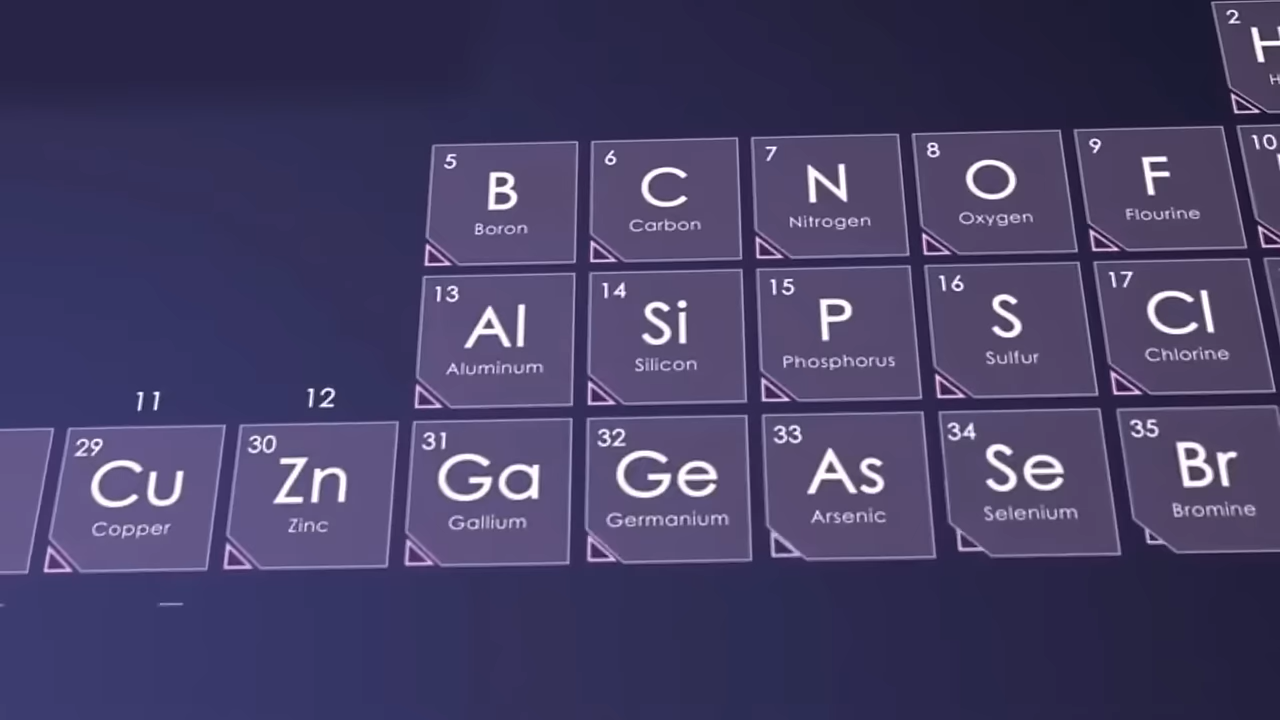 2
H
5
B
Boron
6
C
Carbon
7
N
Nitrogen
8
O
Oxygen
9
F
Flourine
10
13
Al
Aluminum
14
Si
Silicon
15
P
Phosphorus
16
S
Sulfur
17
Cl
Chlorine
11
12
29
Cu
Copper
30
Zn
Zinc
31
Ga
Gallium
32
Ge
Germanium
33
As
Arsenic
34
Se
Selenium
35
Br
Bromine